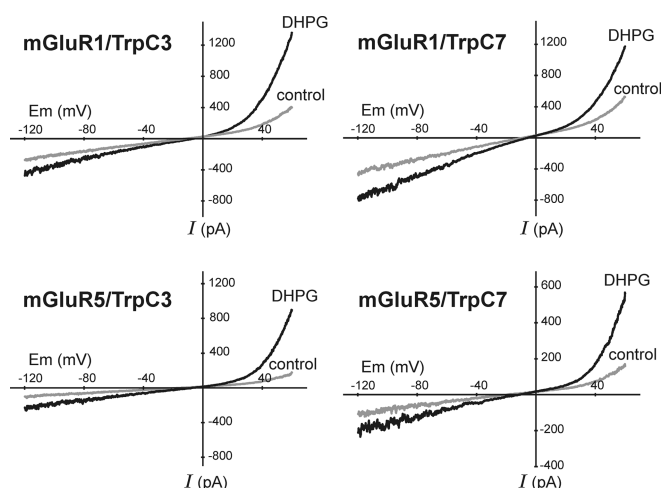 mGluR1/TrpC3
DHPG
1200
800
control
400
Em (mV)
-120 -80 -40 40
-400
-800
I (pA)
mGluR1/TrpC7
DHPG
1200
800
control
400
Em (mV)
-120 -80 -40 40
-400
-800
I (pA)
mGluR5/TrpC3
DHPG
1200
800
control
400
Em (mV)
-120 -80 -40 40
-400
-800
I (pA)
mGluR5/TrpC7
DHPG
600
400
control
200
Em (mV)
-120 -80 -40 40
-200
-400
I (pA)